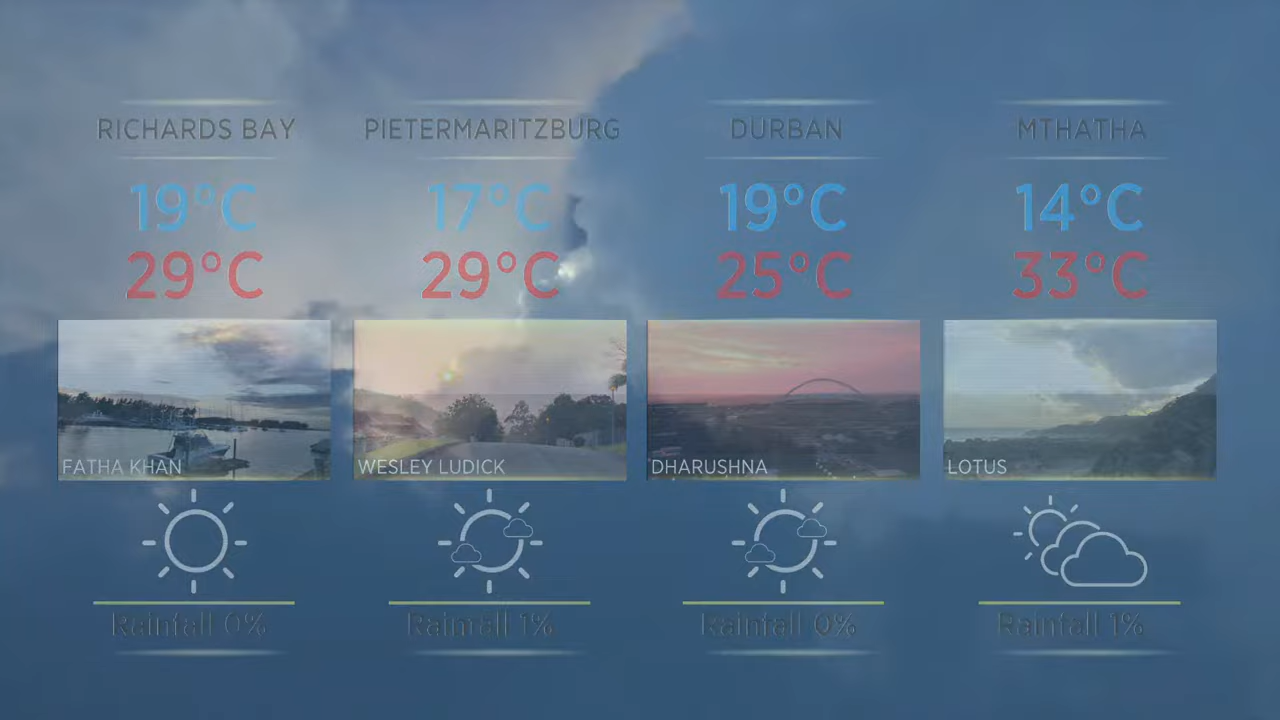 RICHARDS BAY
19°C
29°C
FATHA KHAN
Rainfall 0%
PIETERMARITZBURG
17°C
29°C
WESLEY LUDICK
Rainfall 1%
DURBAN
19°C
25°C
DHARUSHNA
Rainfall 0%
MTHATHA
14°C
33°C
LOTUS
Rainfall 1%